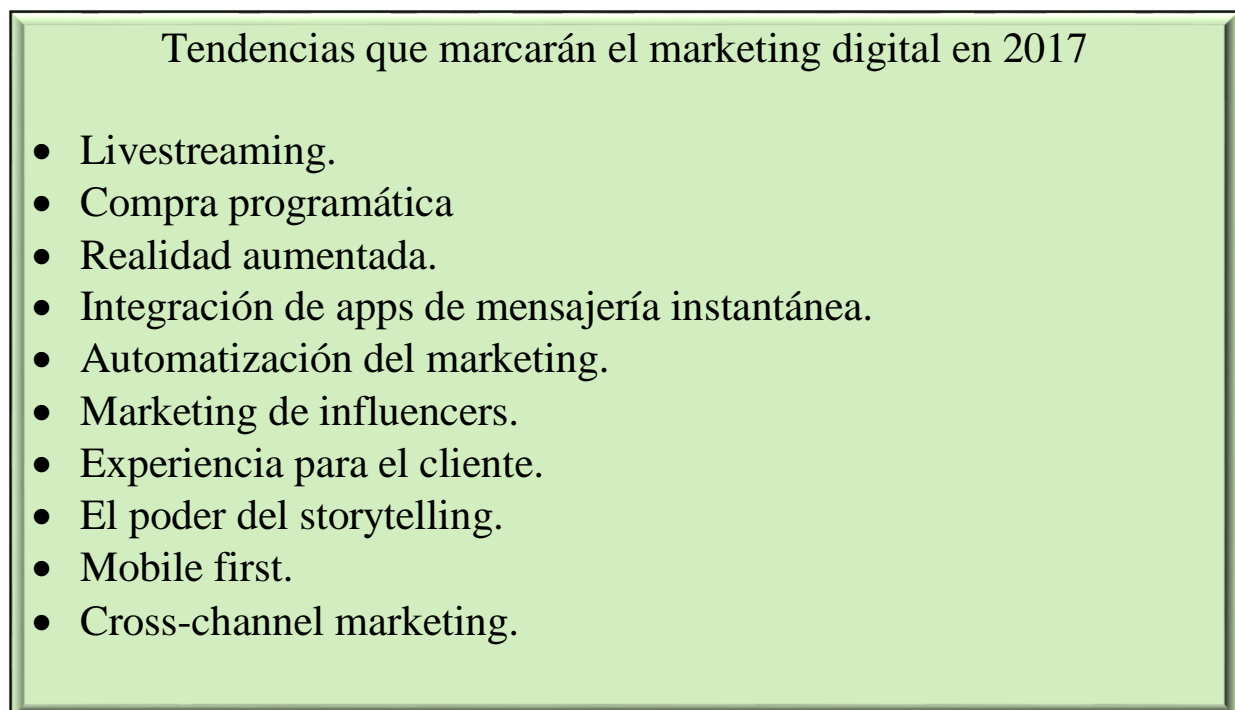 Tendencias que marcarán el marketing digital en 2017
• Livestreaming.
• Compra programática
• Realidad aumentada.
• Integración de apps de mensajería instantánea.
• Automatización del marketing.
• Marketing de influencers.
• Experiencia para el cliente.
• El poder del storytelling.
• Mobile first.
• Cross-channel marketing.